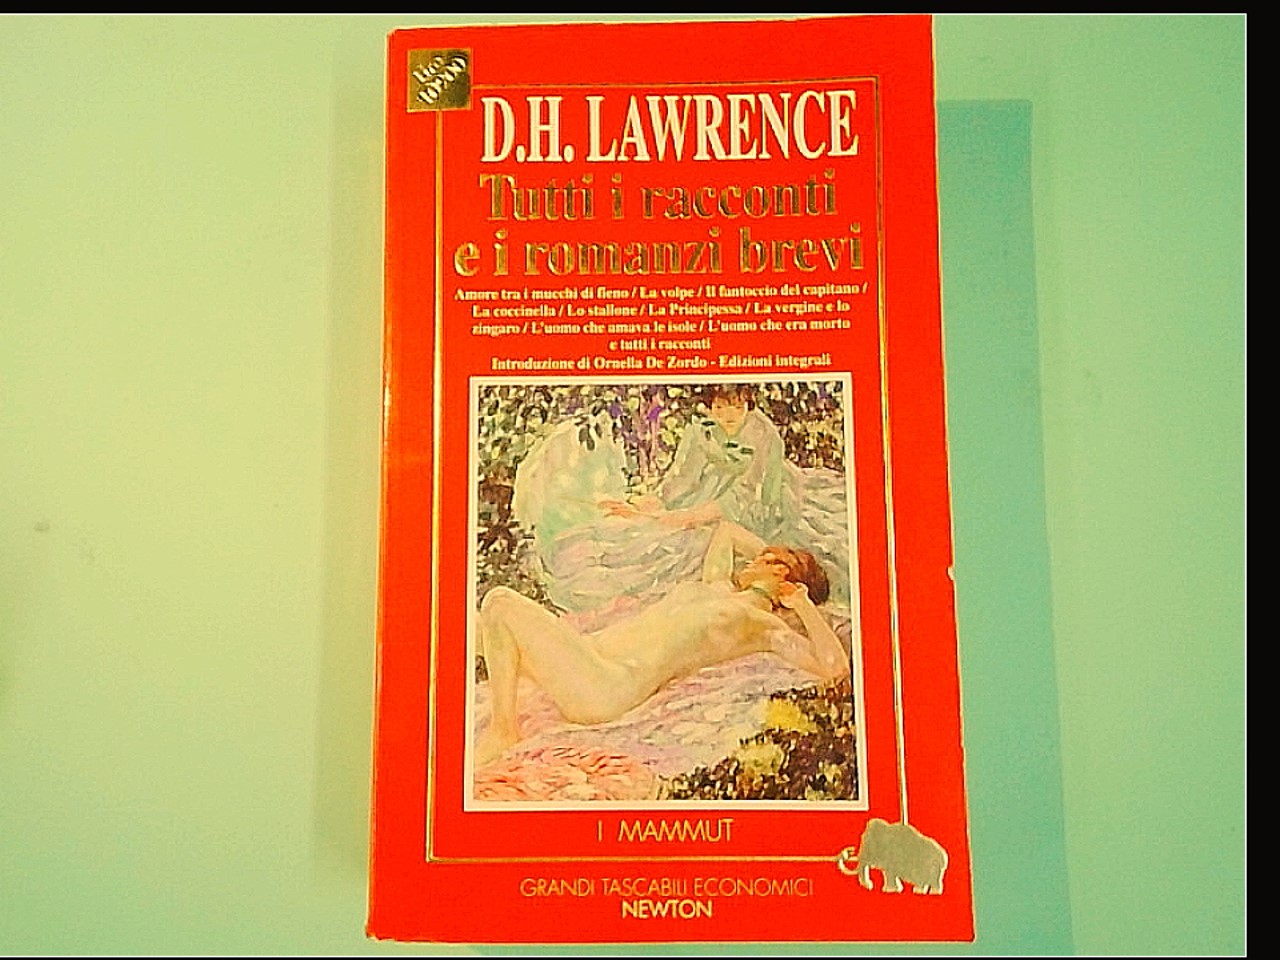 Lire
10900
D.H. LAWRENCE
Tutti i racconti
e i romanzi brevi
Amore tra i mucchi di fieno / La volpe / Il fantoccio del capitano /
La coccinella / Lo stallone / La Principessa / La vergine e lo
zingaro / L'uomo che amava le isole / L'uomo che era morto
e tutti i racconti
Introduzione di Ornella De Zordo - Edizioni integrali
I MAMMUT
GRANDI TASCABILI ECONOMICI
NEWTON